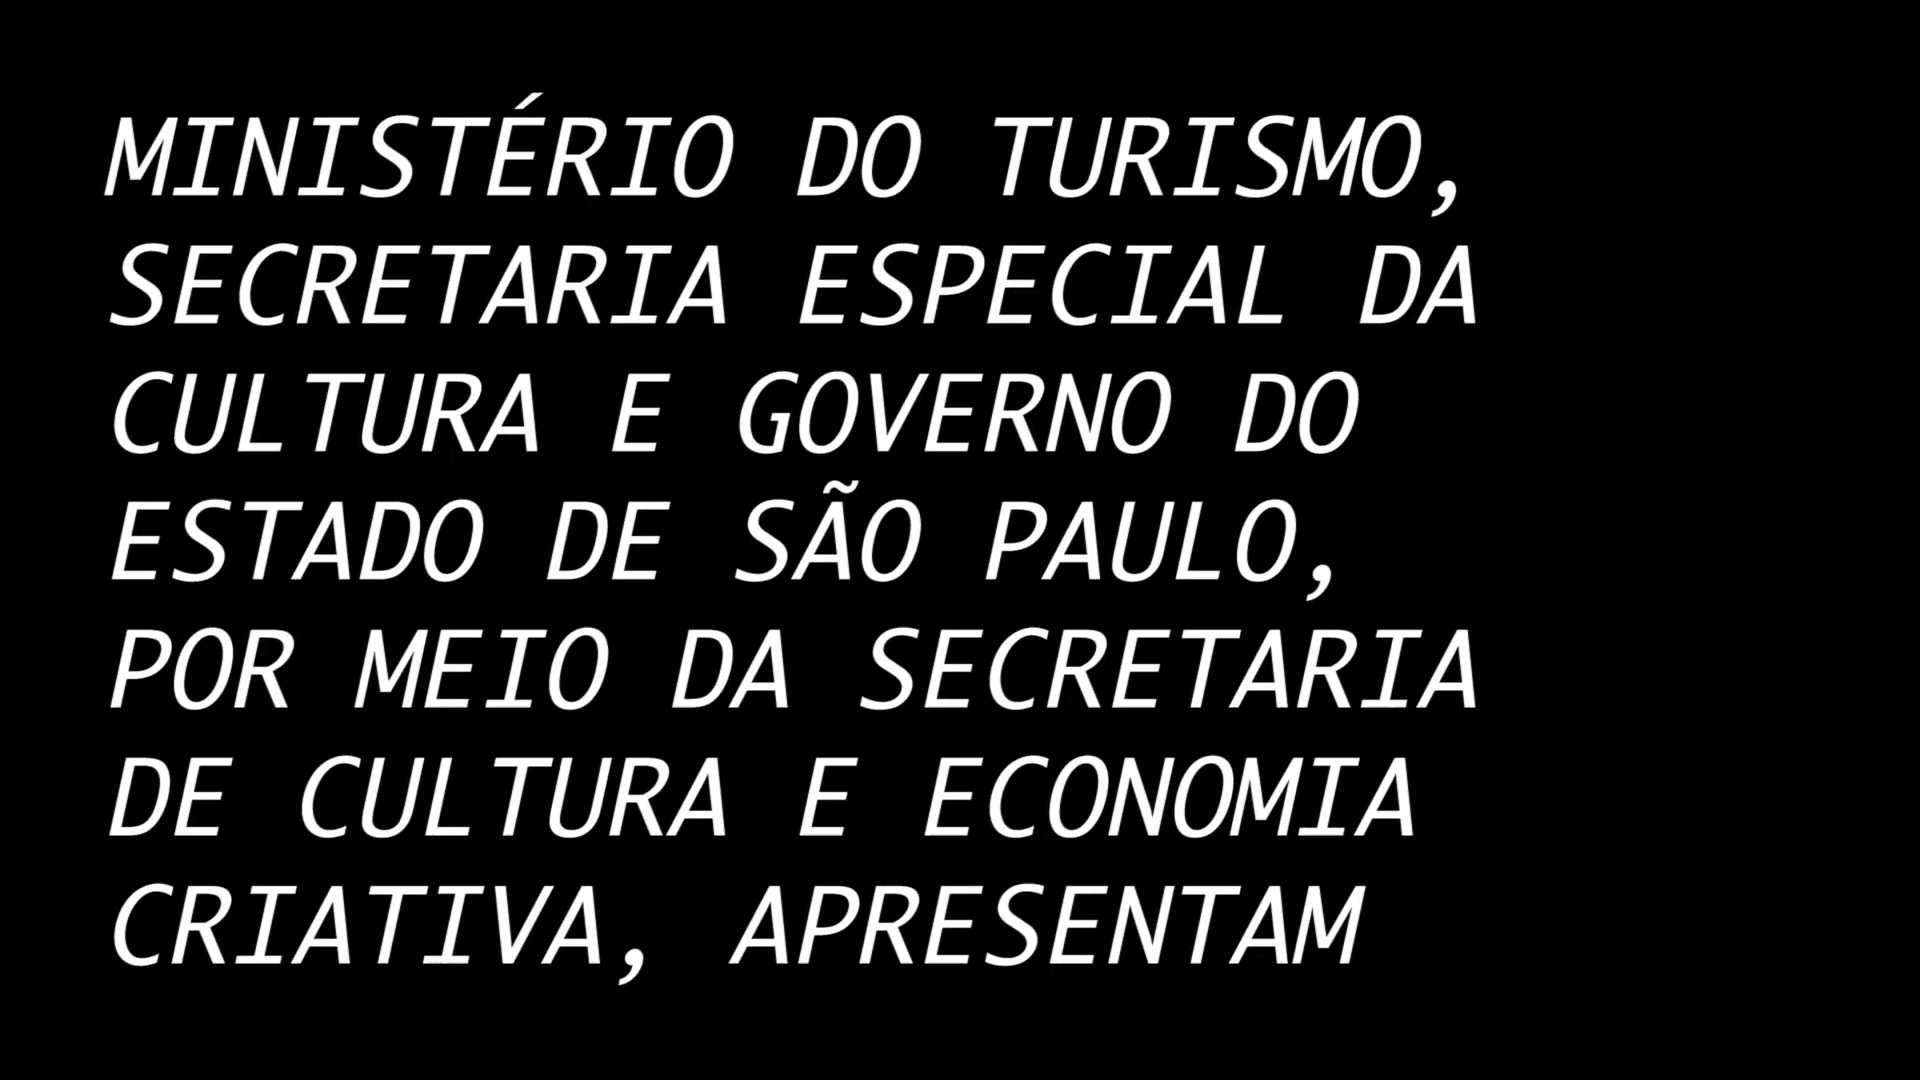 MINISTÉRIO DO TURISMO,
SECRETARIA ESPECIAL DA
CULTURA E GOVERNO DO
ESTADO DE SÃO PAULO,
POR MEIO DA SECRETARIA
DE CULTURA E ECONOMIA
CRIATIVA, APRESENTAM